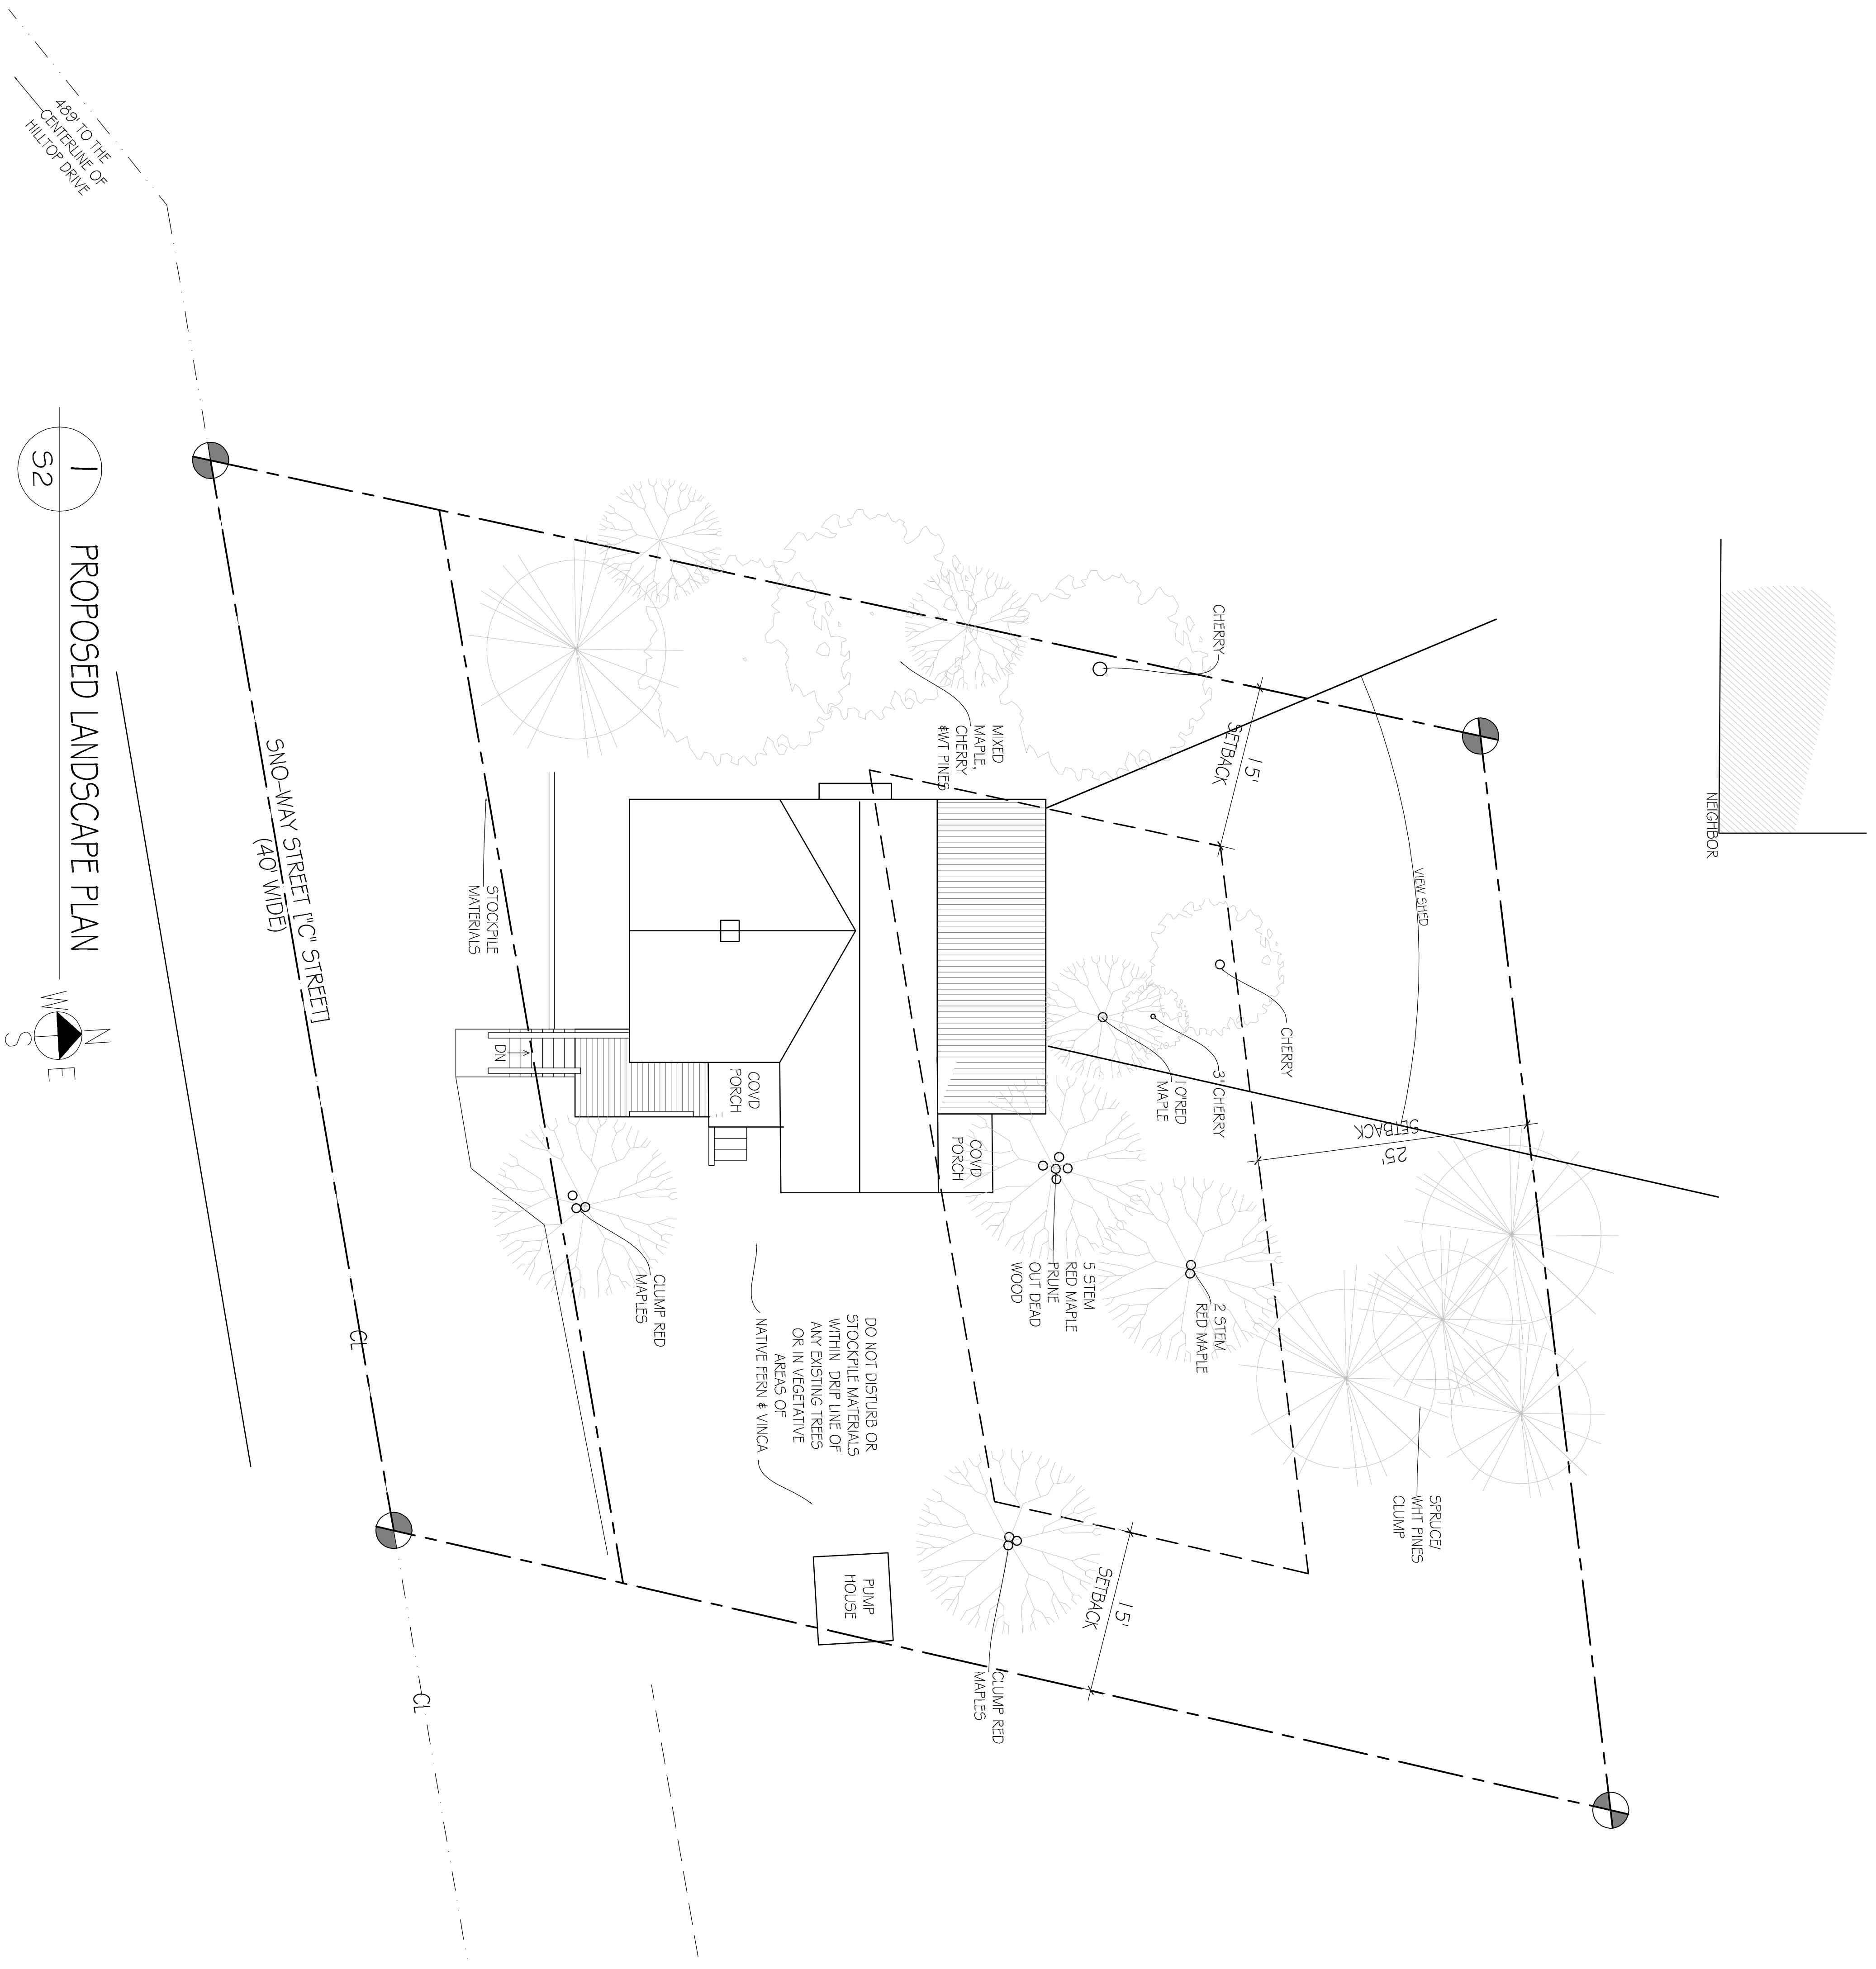 489' TO THE
CENTERLINE OF
HILLTOP DRIVE
NEIGHBOR
VIEW SHED
CHERRY
15'
SETBACK
MIXED
MAPLE,
CHERRY
&WT PINES
CHERRY
3" CHERRY
10"RED
MAPLE
25'
SETBACK
SPRUCE/
WHT PINES
CLUMP
2 STEM
RED MAPLE
5 STEM
RED MAPLE
PRUNE
OUT DEAD
WOOD
COVD
PORCH
COVD
PORCH
DN
STOCKPILE
MATERIALS
CLUMP RED
MAPLES
DO NOT DISTURB OR
STOCKPILE MATERIALS
WITHIN DRIP LINE OF
ANY EXISTING TREES
OR IN VEGETATIVE
AREAS OF
NATIVE FERN & VINCA
PUMP
HOUSE
15'
SETBACK
CLUMP RED
MAPLES
SNO-WAY STREET ["C" STREET]
(40' WIDE)
CL
CL
1
S2
PROPOSED LANDSCAPE PLAN
N
W
E
S